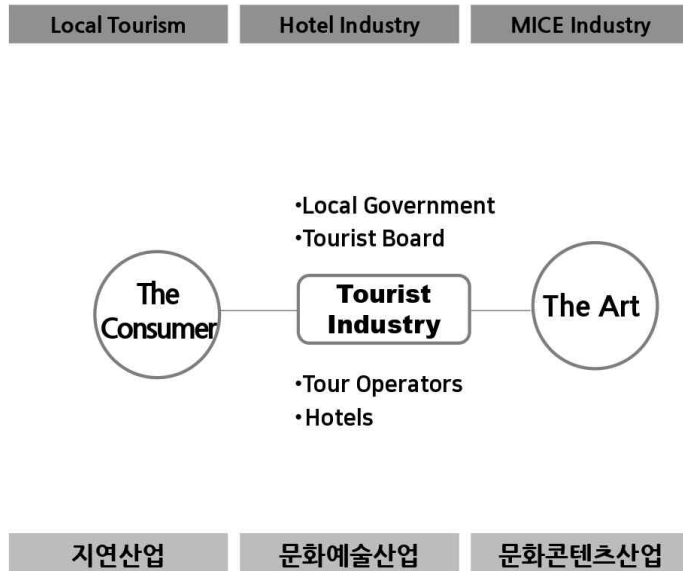 Local Tourism
Hotel Industry
MICE Industry
•Local Government
•Tourist Board
The
Consumer
Tourist
Industry
The Art
•Tour Operators
•Hotels
지연산업
문화예술산업
문화콘텐츠산업